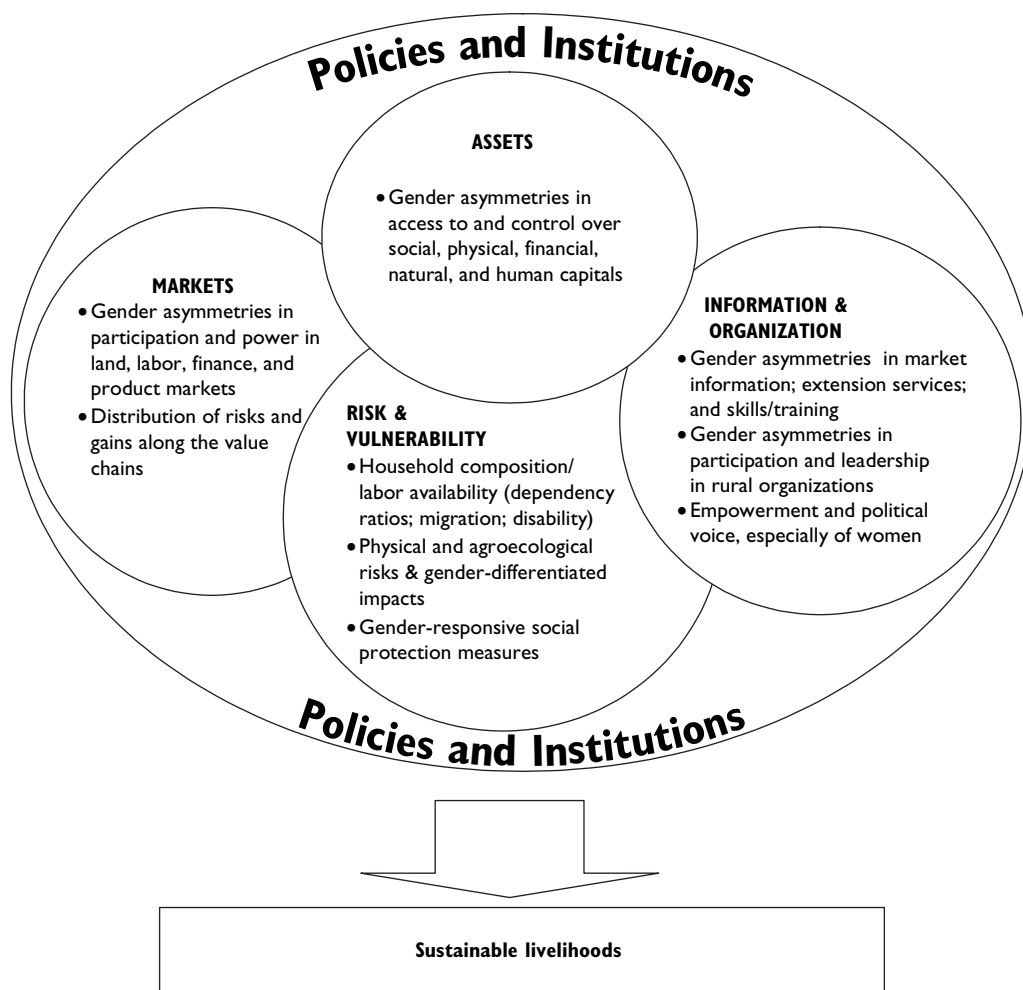 Policies and Institutions
ASSETS
• Gender asymmetries in
access to and control over
social, physical, financial,
natural, and human capitals
MARKETS
• Gender asymmetries in
participation and power in
land, labor, finance, and
product markets
• Distribution of risks and
gains along the value
chains
RISK &
VULNERABILITY
• Household composition/
labor availability (dependency
ratios; migration; disability)
• Physical and agroecological
risks & gender-differentiated
impacts
• Gender-responsive social
protection measures
INFORMATION &
ORGANIZATION
• Gender asymmetries in market
information; extension services;
and skills/training
• Gender asymmetries in
participation and leadership
in rural organizations
• Empowerment and political
voice, especially of women
Policies and Institutions
Sustainable livelihoods